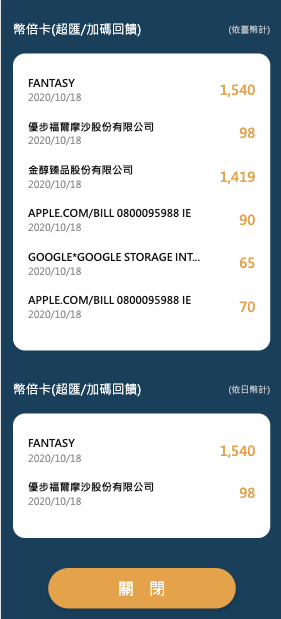 幣倍卡(超匯/加碼回饋)
(依臺幣計)
FANTASY
1,540
2020/10/18
優步福爾摩沙股份有限公司
98
2020/10/18
金醇臻品股份有限公司
1,419
2020/10/18
APPLE.COM/BILL 0800095988 IE
90
2020/10/18
GOOGLE*GOOGLE STORAGE INT...
65
2020/10/18
APPLE.COM/BILL 0800095988 IE
70
2020/10/18
幣倍卡(超匯/加碼回饋)
(依日幣計)
FANTASY
1,540
2020/10/18
優步福爾摩沙股份有限公司
98
2020/10/18
關 閉